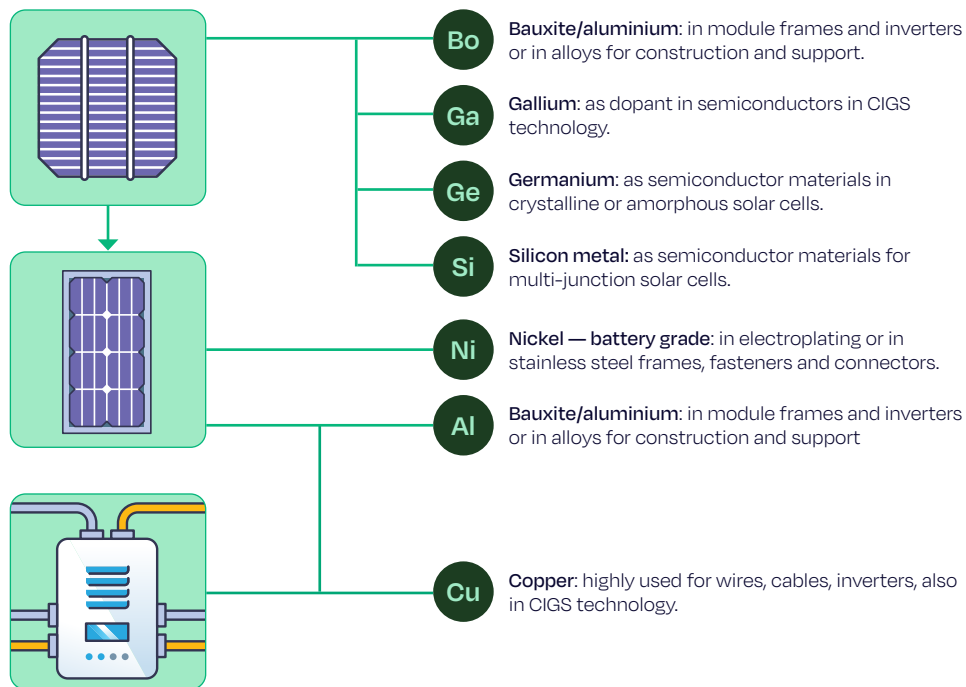 Bo
Bauxite/aluminium: in module frames and inverters
or in alloys for construction and support.
Ga
Gallium: as dopant in semiconductors in CIGS
technology.
Ge
Germanium: as semiconductor materials in
crystalline or amorphous solar cells.
Si
Silicon metal: as semiconductor materials for
multi-junction solar cells.
Ni
Nickel — battery grade: in electroplating or in
stainless steel frames, fasteners and connectors.
Al
Bauxite/aluminium: in module frames and inverters
or in alloys for construction and support
Cu
Copper: highly used for wires, cables, inverters, also
in CIGS technology.